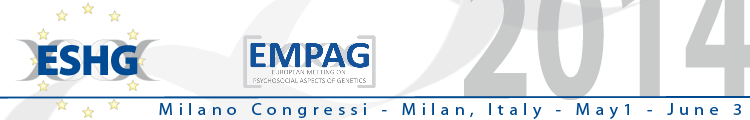 2014
ESHG
EMPAG
EUROPEAN MEETING ON
PSYCHOSOCIAL ASPECTS OF GENETICS
Milano Congressi - Milan, Italy - May1 - June 3